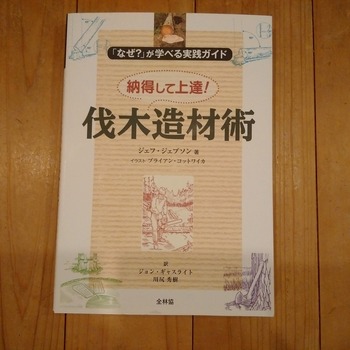 「なぜ?」が学べる実践ガイド
納得して上達!
伐木造材術
ジェフ・ジェプソン 著
イラスト ブライアン・コットワイカ
訳
ジョン・ギャスライト
川尻秀樹
全林協